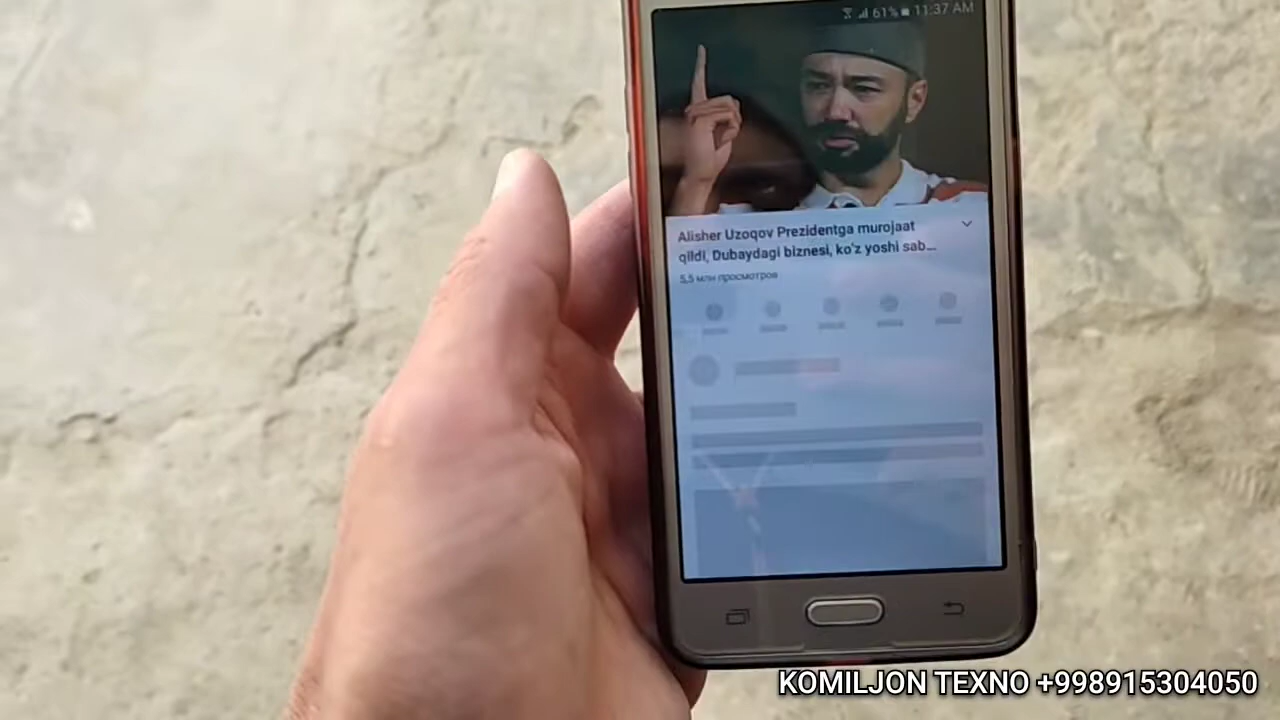 61% 11:37 AM
Alisher Uzoqov Prezidentga murojaat
qildi, Dubaydagi biznesi, ko'z yoshi sab...
5,5 млн просмотров
KOMILJON TEXNO +998915304050